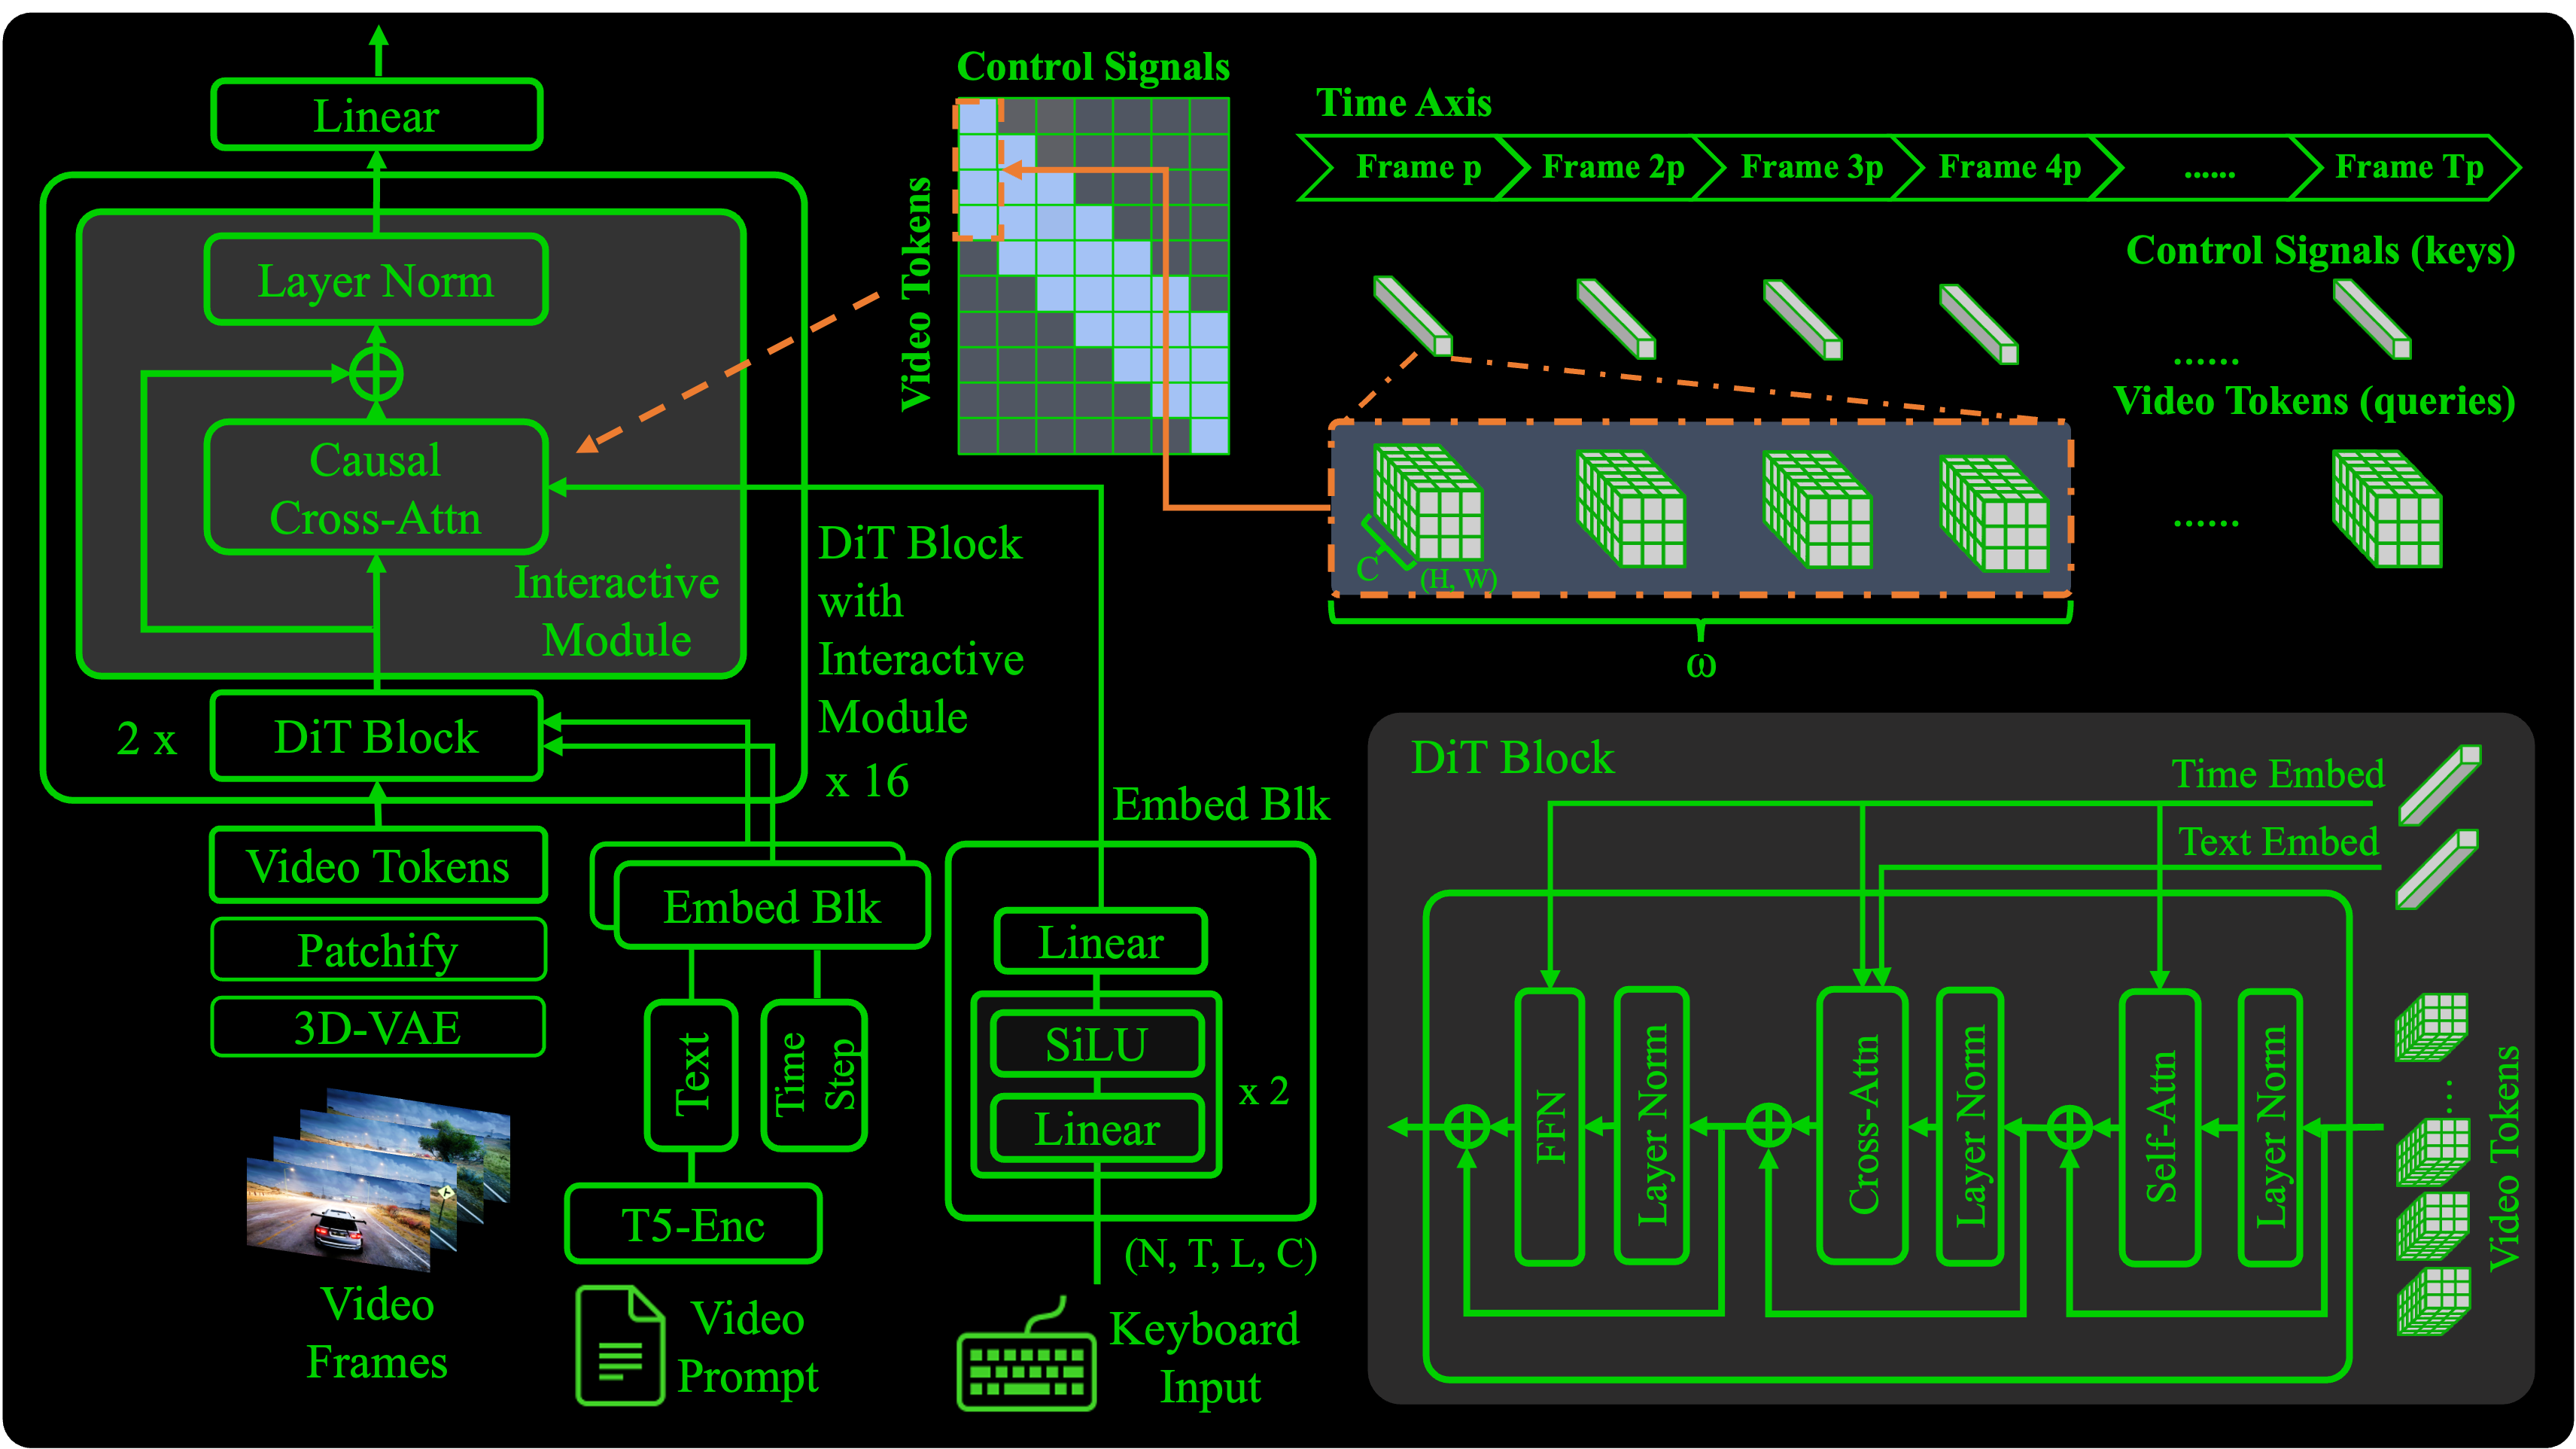 Linear
Layer Norm
Causal
Cross-Attn
Interactive
Module
2 x
DiT Block
DiT Block
with
Interactive
Module
x 16
Video Tokens
Patchify
3D-VAE
Video
Frames
Embed Blk
Text
Time
Step
T5-Enc
Video
Prompt
Embed Blk
Linear
SiLU
Linear
x 2
(N, T, L, C)
Keyboard
Input
Control Signals
Video Tokens
Time Axis
Frame p
Frame 2p
Frame 3p
Frame 4p
......
Frame Tp
Control Signals (keys)
......
Video Tokens (queries)
......
C
(H, W)
ω
DiT Block
Time Embed
Text Embed
FFN
Layer Norm
Cross-Attn
Layer Norm
Self-Attn
Layer Norm
...
Video Tokens